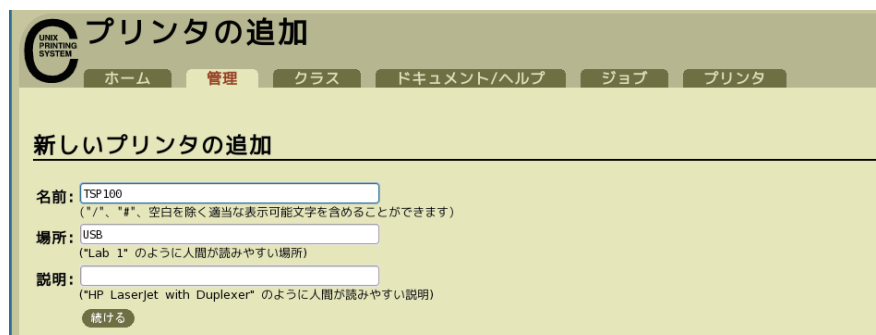 UNIX
PRINTING
SYSTEM
プリンタの追加
ホーム 管理 クラス ドキュメント/ヘルプ ジョブ プリンタ
新しいプリンタの追加
名前: TSP100
("/"、"#"、空白を除く適当な表示可能文字を含めることができます)
場所: USB
("Lab 1" のように人間が読みやすい場所)
説明:
("HP LaserJet with Duplexer" のように人間が読みやすい説明)
続ける